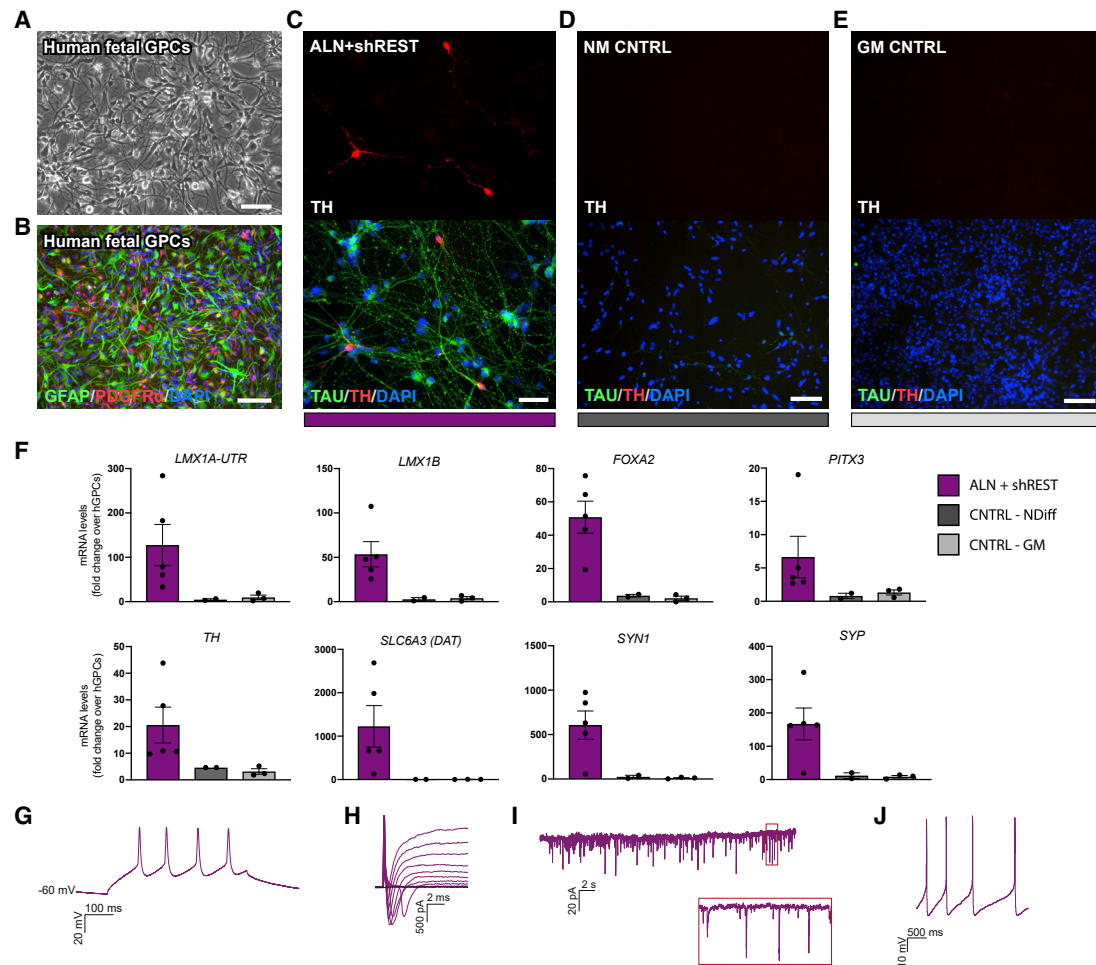 A
Human fetal GPCs
B
Human fetal GPCs
GFAP/PDGFRα/DAPI
C
ALN+shREST
TH
TAU/TH/DAPI
D
NM CNTRL
TH
TAU/TH/DAPI
E
GM CNTRL
TH
TAU/TH/DAPI
F
mRNA levels
(fold change over hGPCs)
LMX1A-UTR
300
200
100
0
LMX1B
150
100
50
0
FOXA2
80
60
40
20
0
PITX3
20
15
10
5
0
ALN + shREST
CNTRL - NDiff
CNTRL - GM
mRNA levels
(fold change over hGPCs)
TH
50
40
30
20
10
0
SLC6A3 (DAT)
3000
2000
1000
0
SYN1
1500
1000
500
0
SYP
400
300
200
100
0
G
-60 mV
20 mV
100 ms
H
500 pA
2 ms
I
20 pA
2 s
J
10 mV
500 ms